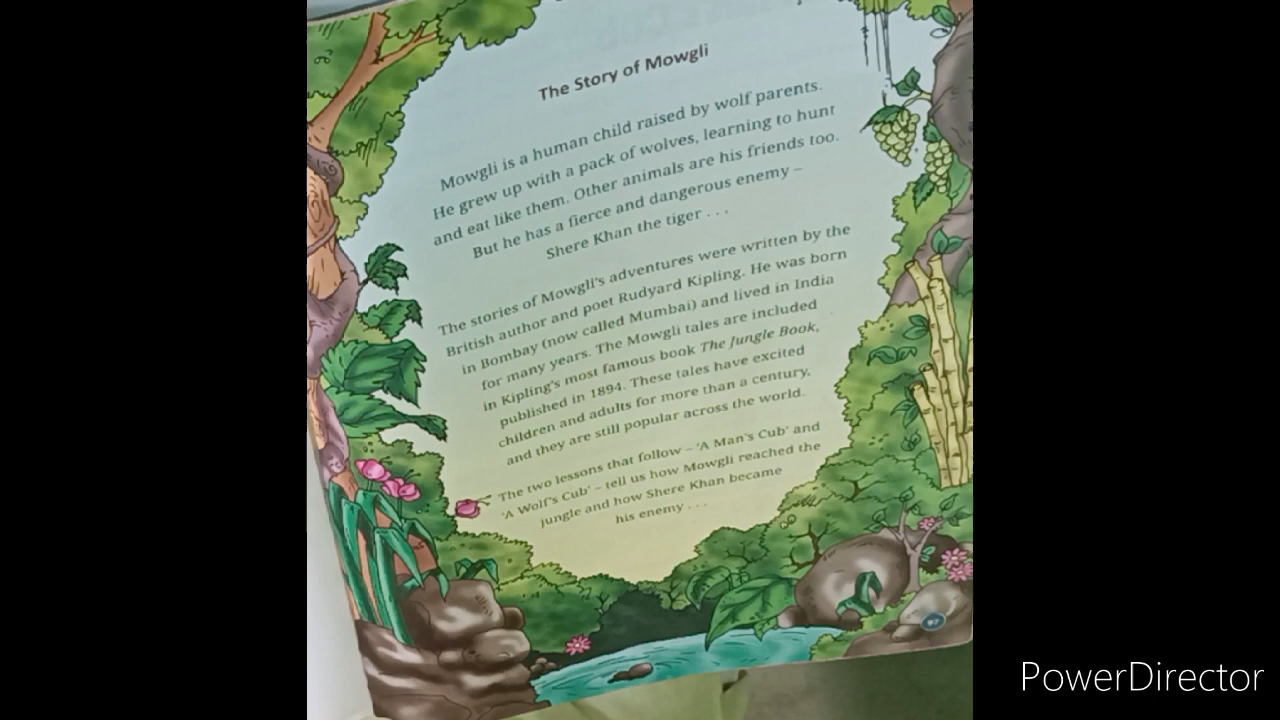 The Story of Mowgli
Mowgli is a human child raised by wolf parents.
He grew up with a pack of wolves, learning to hunt
and eat like them. Other animals are his friends too.
But he has a fierce and dangerous enemy –
Shere Khan the tiger . . .
The stories of Mowgli's adventures were written by the
British author and poet Rudyard Kipling. He was born
in Bombay (now called Mumbai) and lived in India
for many years. The Mowgli tales are included
in Kipling's most famous book The Jungle Book,
published in 1894. These tales have excited
children and adults for more than a century,
and they are still popular across the world.
The two lessons that follow – 'A Man's Cub' and
'A Wolf's Cub' – tell us how Mowgli reached the
jungle and how Shere Khan became
his enemy . . .
PowerDirector